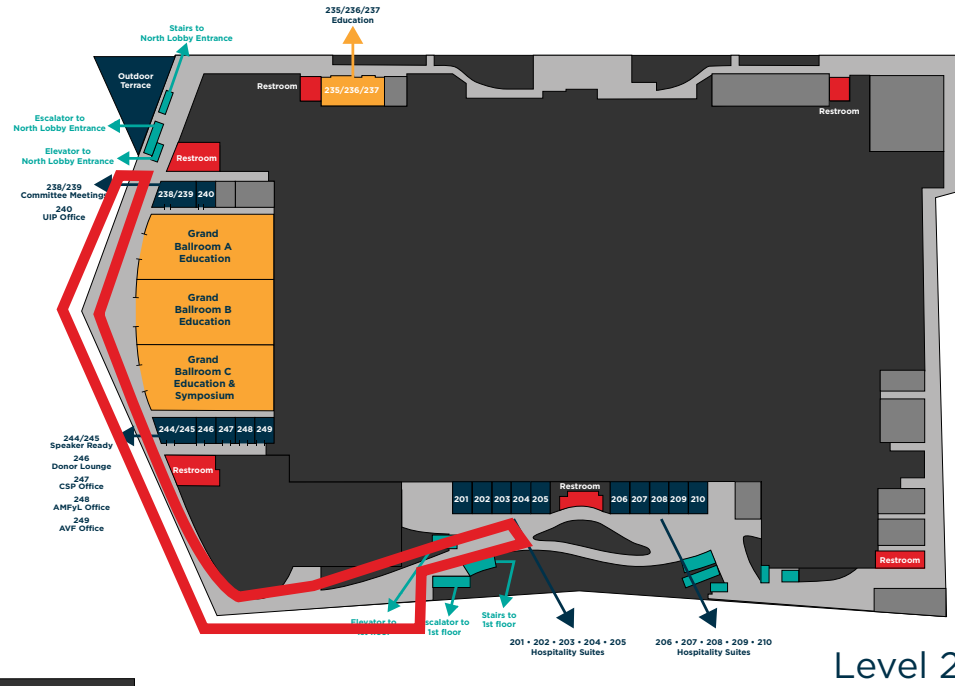 235/236/237
Education
Stairs to
North Lobby Entrance
Outdoor
Terrace
Restroom
235/236/237
Restroom
Escalator to
North Lobby Entrance
Elevator to
North Lobby Entrance
Restroom
238/239
Committee Meetings
240
UIP Office
238/239
240
Grand
Ballroom A
Education
Grand
Ballroom B
Education
Grand
Ballroom C
Education &
Symposium
244/245
246
247
248
249
244/245
Speaker Ready
246
Donor Lounge
247
CSP Office
248
AMFyL Office
249
AVF Office
Restroom
Restroom
201
202
203
204
205
206
207
208
209
210
Restroom
Elevator to
1st floor
Escalator to
1st floor
Stairs to
1st floor
201 • 202 • 203 • 204 • 205
Hospitality Suites
206 • 207 • 208 • 209 • 210
Hospitality Suites
Level 2